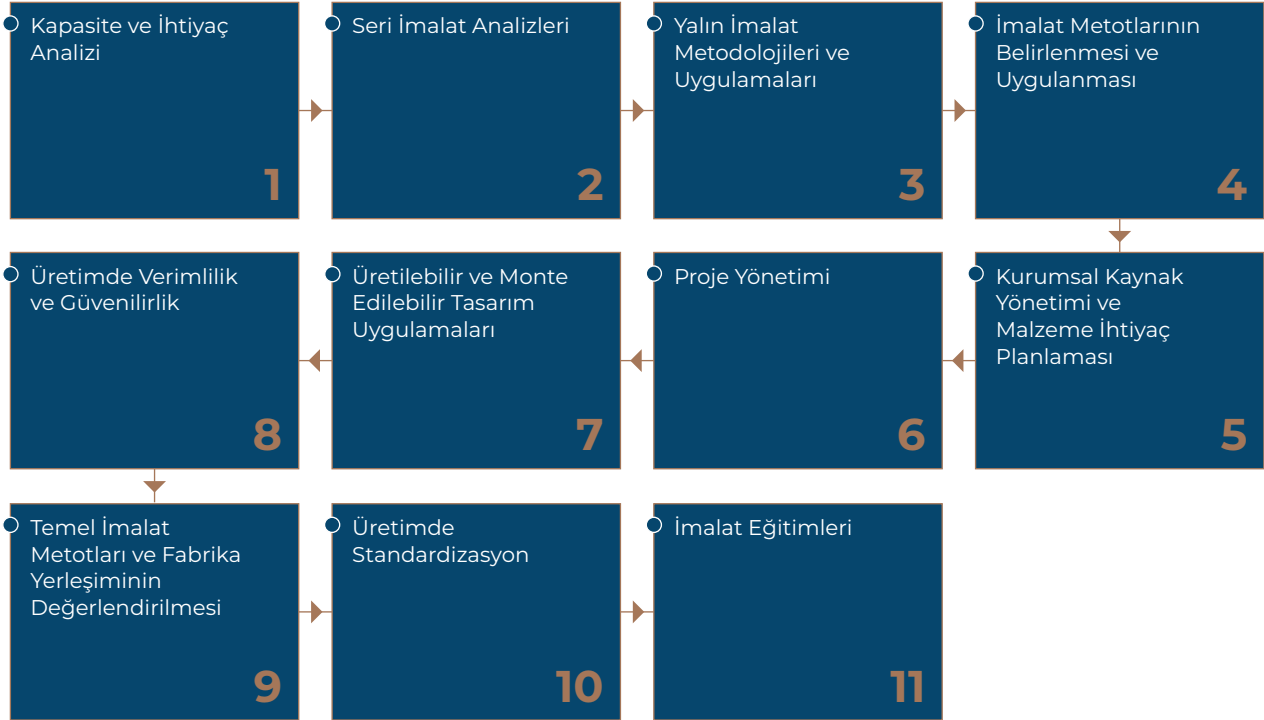 Kapasite ve İhtiyaç
Analizi
1
Seri İmalat Analizleri
2
Yalın İmalat
Metodolojileri ve
Uygulamaları
3
İmalat Metotlarının
Belirlenmesi ve
Uygulanması
4
Kurumsal Kaynak
Yönetimi ve
Malzeme İhtiyaç
Planlaması
5
Proje Yönetimi
6
Üretilebilir ve Monte
Edilebilir Tasarım
Uygulamaları
7
Üretimde Verimlilik
ve Güvenilirlik
8
Temel İmalat
Metotları ve Fabrika
Yerleşiminin
Değerlendirilmesi
9
Üretimde
Standardizasyon
10
İmalat Eğitimleri
11